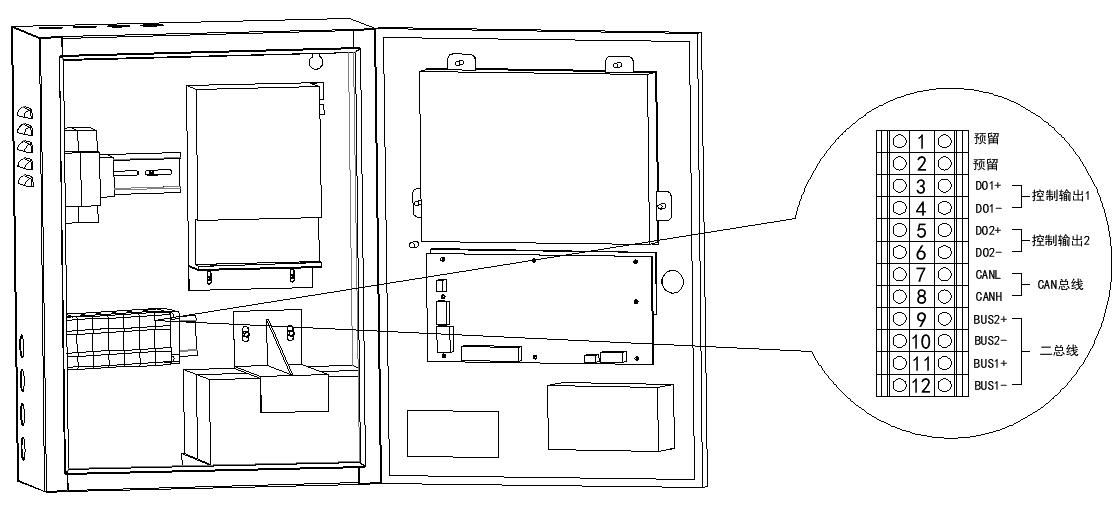 1 预留
2 预留
3 DO1+
控制输出1
4 DO1-
5 DO2+
控制输出2
6 DO2-
7 CANL
CAN总线
8 CANH
9 BUS2+
10 BUS2-
二总线
11 BUS1+
12 BUS1-